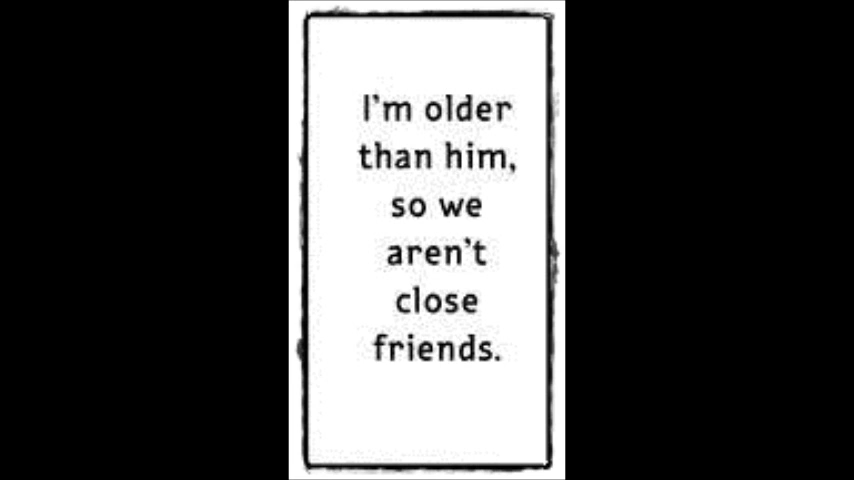 I'm older
than him,
so we
aren't
close
friends.